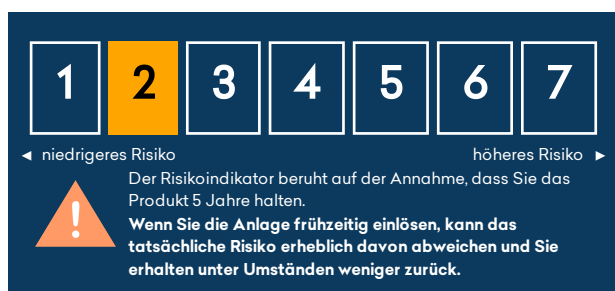 1 2 3 4 5 6 7
◄ niedrigeres Risiko höheres Risiko ►
Der Risikoindikator beruht auf der Annahme, dass Sie das
Produkt 5 Jahre halten.
Wenn Sie die Anlage frühzeitig einlösen, kann das
tatsächliche Risiko erheblich davon abweichen und Sie
erhalten unter Umständen weniger zurück.
!